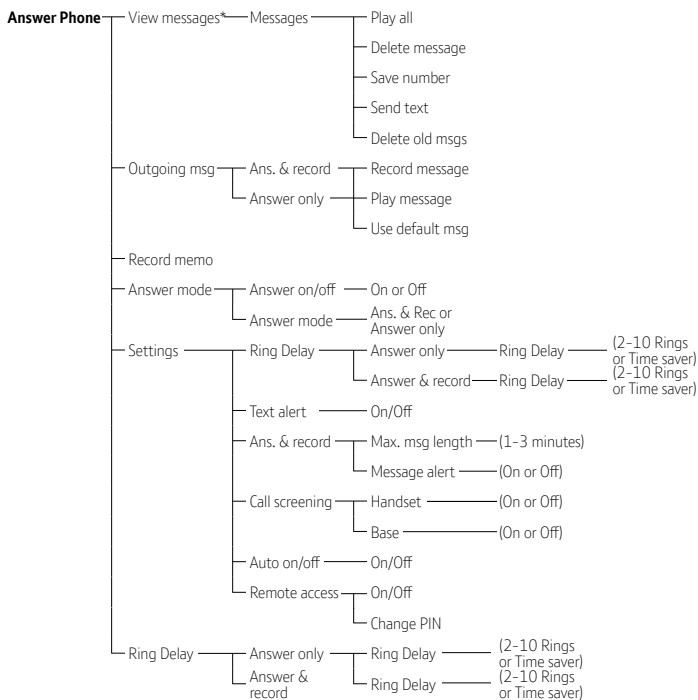 Answer Phone View messages* Messages Play all
Delete message
Save number
Send text
Delete old msgs
Outgoing msg Ans. & record Record message
Answer only Play message
Use default msg
Record memo
Answer mode Answer on/off On or Off
Answer mode Ans. & Rec or
Answer only
Settings Ring Delay Answer only Ring Delay (2-10 Rings
or Time saver)
Answer & record Ring Delay (2-10 Rings
or Time saver)
Text alert On/Off
Ans. & record Max. msg length (1-3 minutes)
Message alert (On or Off)
Call screening Handset (On or Off)
Base (On or Off)
Auto on/off On/Off
Remote access On/Off
Change PIN
Ring Delay Answer only Ring Delay (2-10 Rings
or Time saver)
Answer &
record Ring Delay (2-10 Rings
or Time saver)